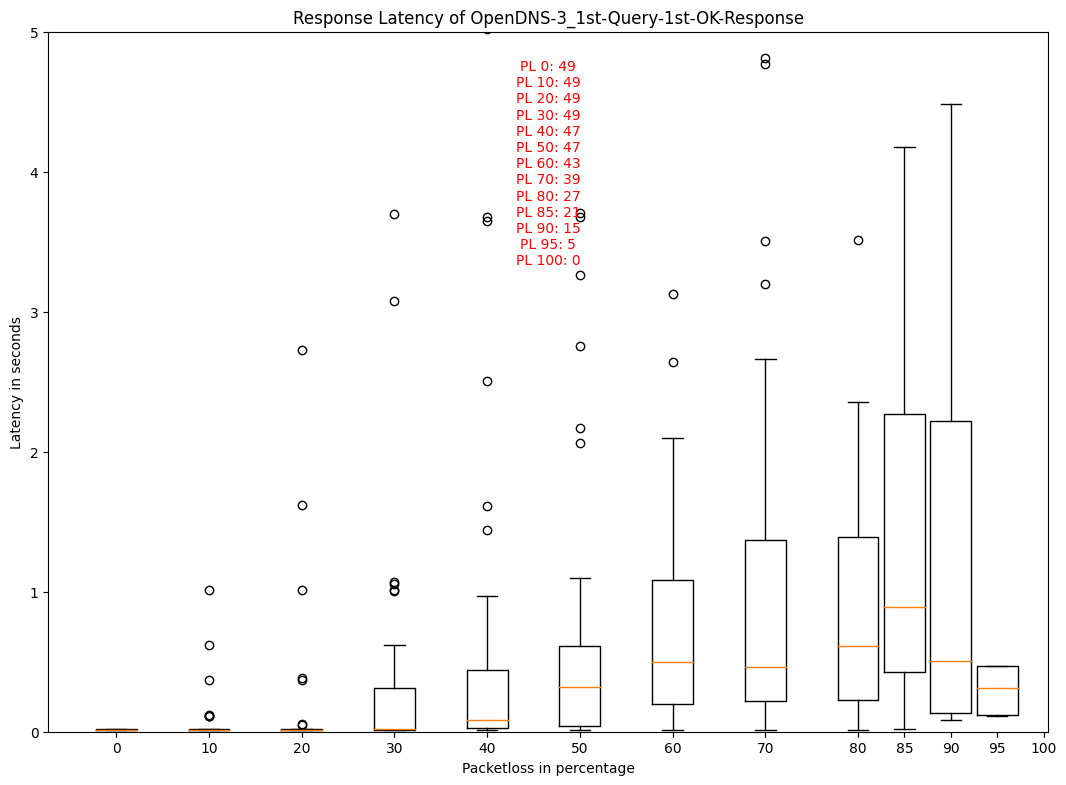 Response Latency of OpenDNS-3_1st-Query-1st-OK-Response
5
4
3
2
1
0
Latency in seconds
PL 0: 49
PL 10: 49
PL 20: 49
PL 30: 49
PL 40: 47
PL 50: 47
PL 60: 43
PL 70: 39
PL 80: 27
PL 85: 21
PL 90: 15
PL 95: 5
PL 100: 0
0 10 20 30 40 50 60 70 80 85 90 95 100
Packetloss in percentage